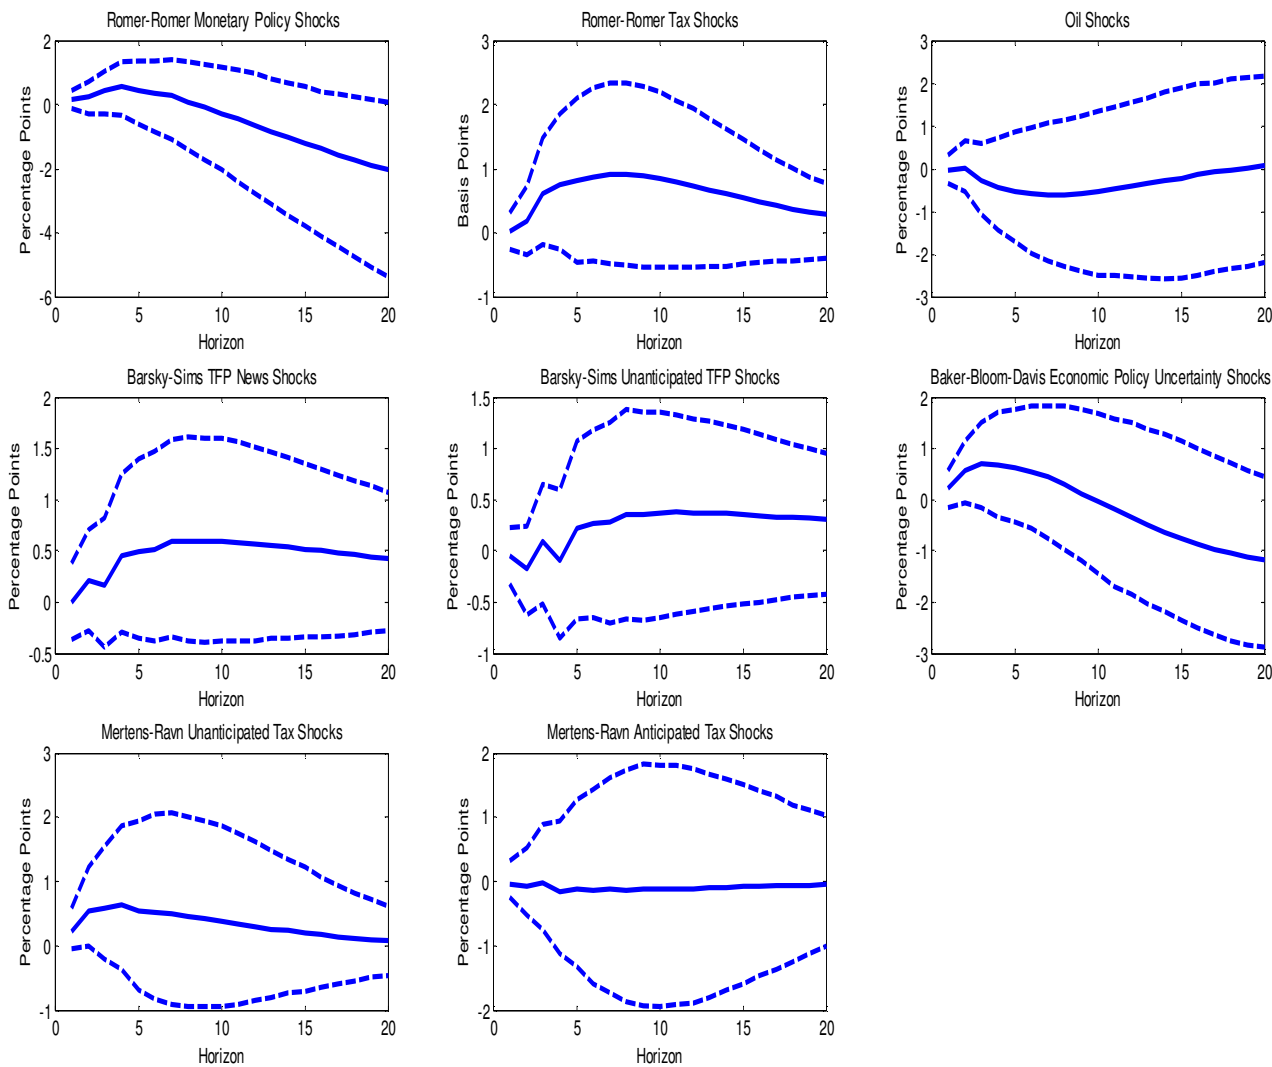 Romer-Romer Monetary Policy Shocks
Percentage Points
2
0
-2
-4
-6
0 5 10 15 20
Horizon
Romer-Romer Tax Shocks
Basis Points
3
2
1
0
-1
0 5 10 15 20
Horizon
Oil Shocks
Percentage Points
3
2
1
0
-1
-2
-3
0 5 10 15 20
Horizon
Barsky-Sims TFP News Shocks
Percentage Points
2
1.5
1
0.5
0
-0.5
0 5 10 15 20
Horizon
Barsky-Sims Unanticipated TFP Shocks
Percentage Points
1.5
1
0.5
0
-0.5
-1
0 5 10 15 20
Horizon
Baker-Bloom-Davis Economic Policy Uncertainty Shocks
Percentage Points
2
1
0
-1
-2
-3
0 5 10 15 20
Horizon
Mertens-Ravn Unanticipated Tax Shocks
Percentage Points
3
2
1
0
-1
0 5 10 15 20
Horizon
Mertens-Ravn Anticipated Tax Shocks
Percentage Points
2
1
0
-1
-2
0 5 10 15 20
Horizon